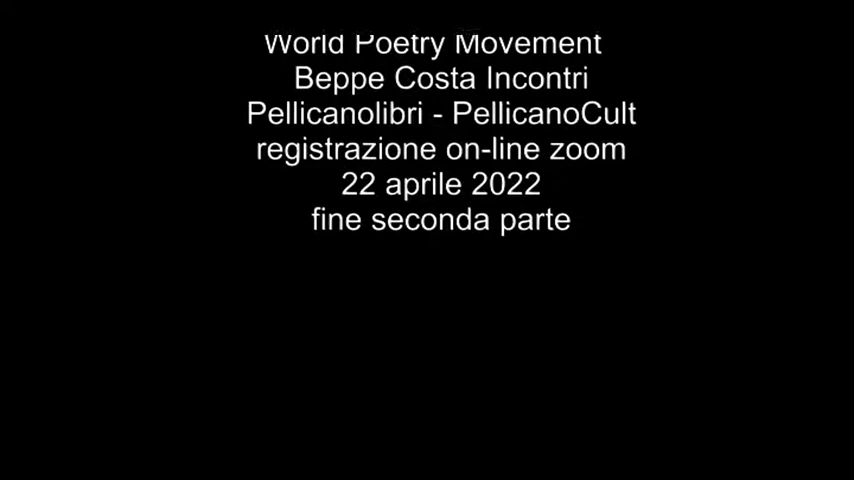 World Poetry Movement
Beppe Costa Incontri
Pellicanolibri - PellicanoCult
registrazione on-line zoom
22 aprile 2022
fine seconda parte